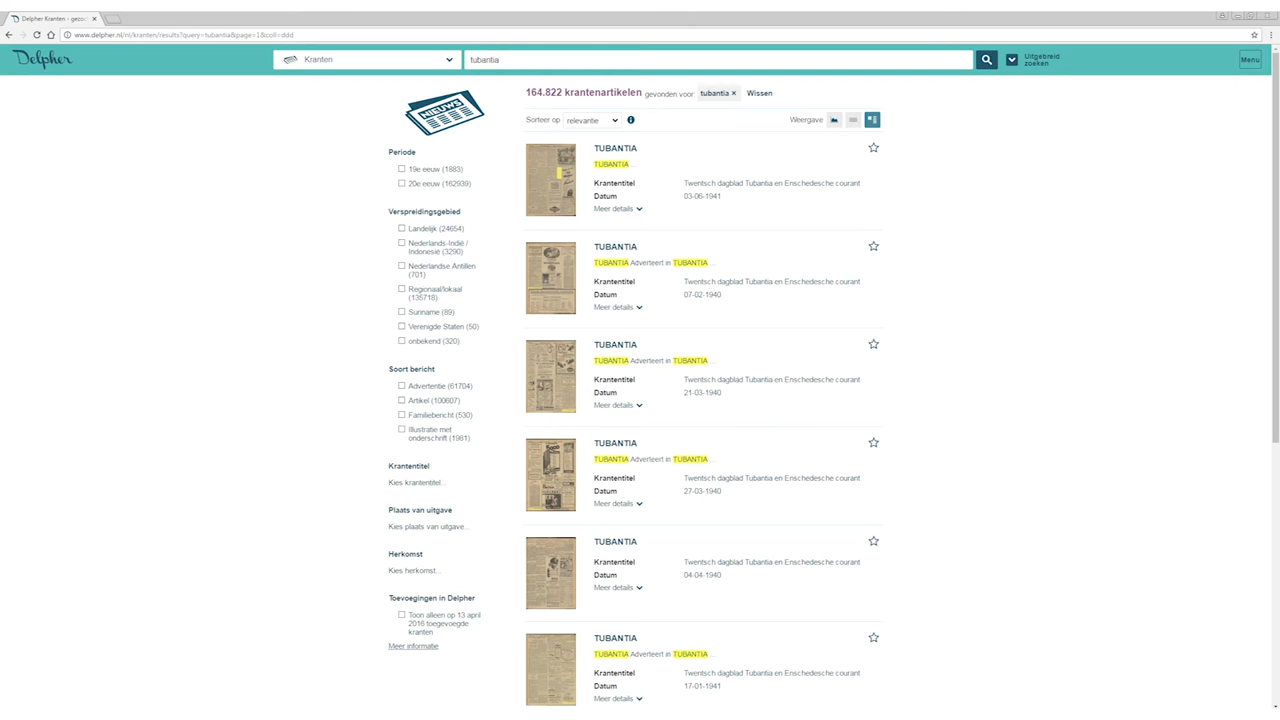 Delpher Kranten - gezoc
www.delpher.nl/nl/kranten/results?query=tubantia&page=1&coll=ddd
Delpher
Kranten
tubantia
Uitgebreid
zoeken
Menu
164.822 krantenartikelen gevonden voor tubantia × Wissen
Sorteer op relevantie
Weergave
NIEUWS
Periode
19e eeuw (1883)
20e eeuw (162939)
Verspreidingsgebied
Landelijk (24654)
Nederlands-Indië /
Indonesië (3290)
Nederlandse Antillen
(701)
Regionaal/lokaal
(135718)
Suriname (89)
Verenigde Staten (50)
onbekend (320)
Soort bericht
Advertentie (61704)
Artikel (100607)
Familiebericht (530)
Illustratie met
onderschrift (1981)
Krantentitel
Kies krantentitel...
Plaats van uitgave
Kies plaats van uitgave...
Herkomst
Kies herkomst...
Toevoegingen in Delpher
Toon alleen op 13 april
2016 toegevoegde
kranten
Meer informatie
TUBANTIA
TUBANTIA ...
Krantentitel Twentsch dagblad Tubantia en Enschedesche courant
Datum 03-06-1941
Meer details
TUBANTIA
TUBANTIA Adverteert in TUBANTIA ...
Krantentitel Twentsch dagblad Tubantia en Enschedesche courant
Datum 07-02-1940
Meer details
TUBANTIA
TUBANTIA Adverteert in TUBANTIA ...
Krantentitel Twentsch dagblad Tubantia en Enschedesche courant
Datum 21-03-1940
Meer details
TUBANTIA
TUBANTIA Adverteert in TUBANTIA ...
Krantentitel Twentsch dagblad Tubantia en Enschedesche courant
Datum 27-03-1940
Meer details
TUBANTIA
Krantentitel Twentsch dagblad Tubantia en Enschedesche courant
Datum 04-04-1940
Meer details
TUBANTIA
TUBANTIA Adverteert in TUBANTIA ...
Krantentitel Twentsch dagblad Tubantia en Enschedesche courant
Datum 17-01-1941
Meer details